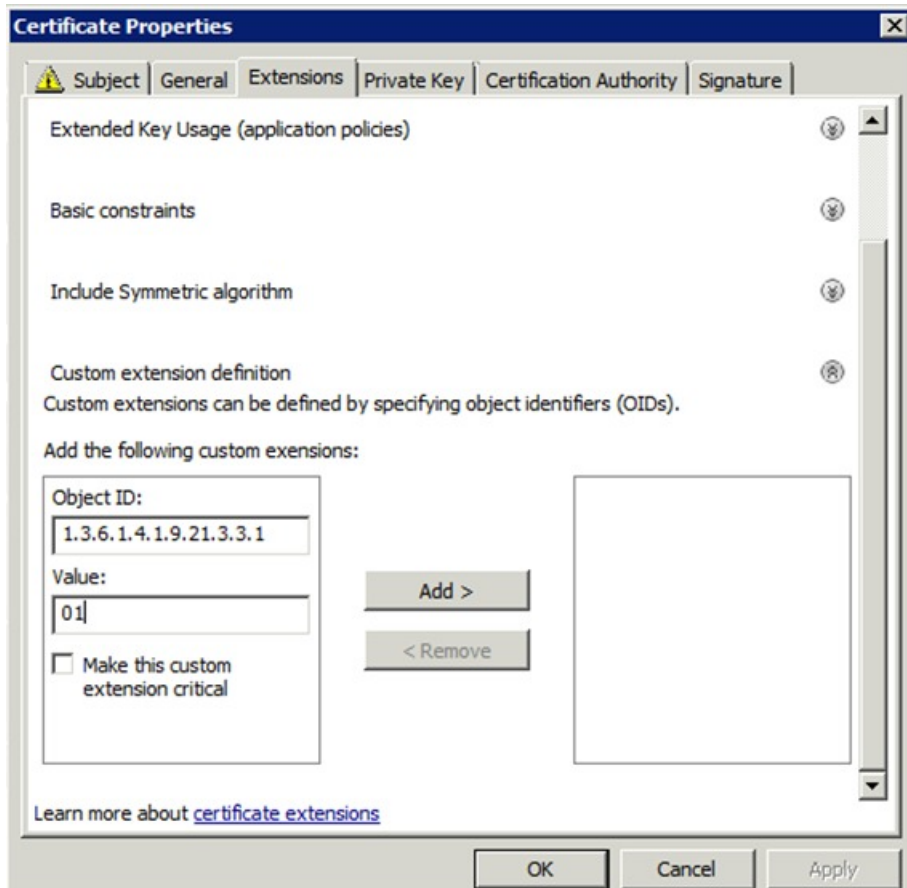 Certificate Properties
Subject General Extensions Private Key Certification Authority Signature
Extended Key Usage (application policies)
Basic constraints
Include Symmetric algorithm
Custom extension definition
Custom extensions can be defined by specifying object identifiers (OIDs).
Add the following custom exensions:
Object ID:
1.3.6.1.4.1.9.21.3.3.1
Value:
01
Make this custom
extension critical
Add >
< Remove
Learn more about certificate extensions
OK Cancel Apply